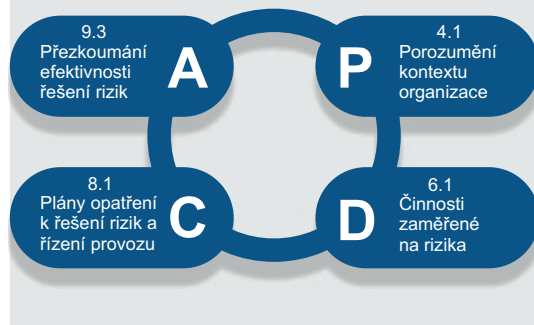 9.3
Přezkoumání
efektivnosti
řešení rizik
A
P
4.1
Porozumění
kontextu
organizace
8.1
Plány opatření
k řešení rizik a
řízení provozu
C
D
6.1
Činnosti
zaměřené
na rizika